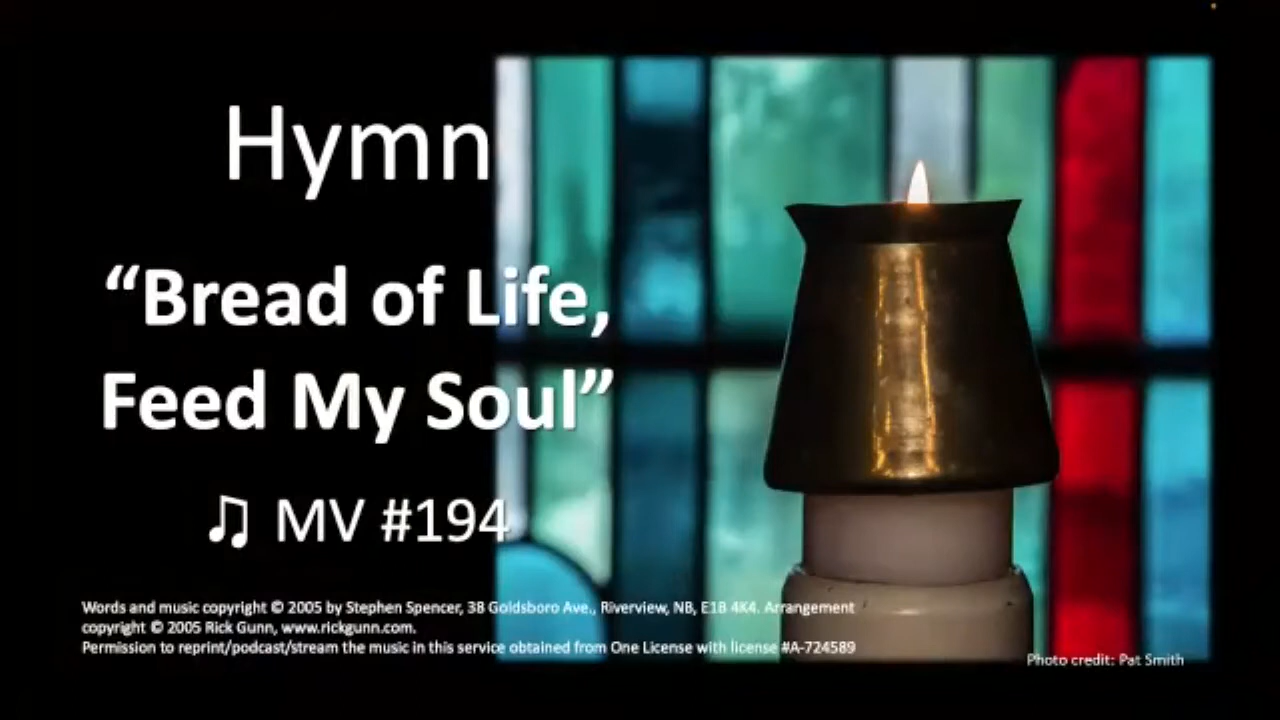 Hymn
“Bread of Life,
Feed My Soul”
♫ MV #194
Words and music copyright © 2005 by Stephen Spencer, 38 Goldsboro Ave., Riverview, NB, E1B 4K4. Arrangement
copyright © 2005 Rick Gunn, www.rickgunn.com.
Permission to reprint/podcast/stream the music in this service obtained from One License with license #A-724589
Photo credit: Pat Smith